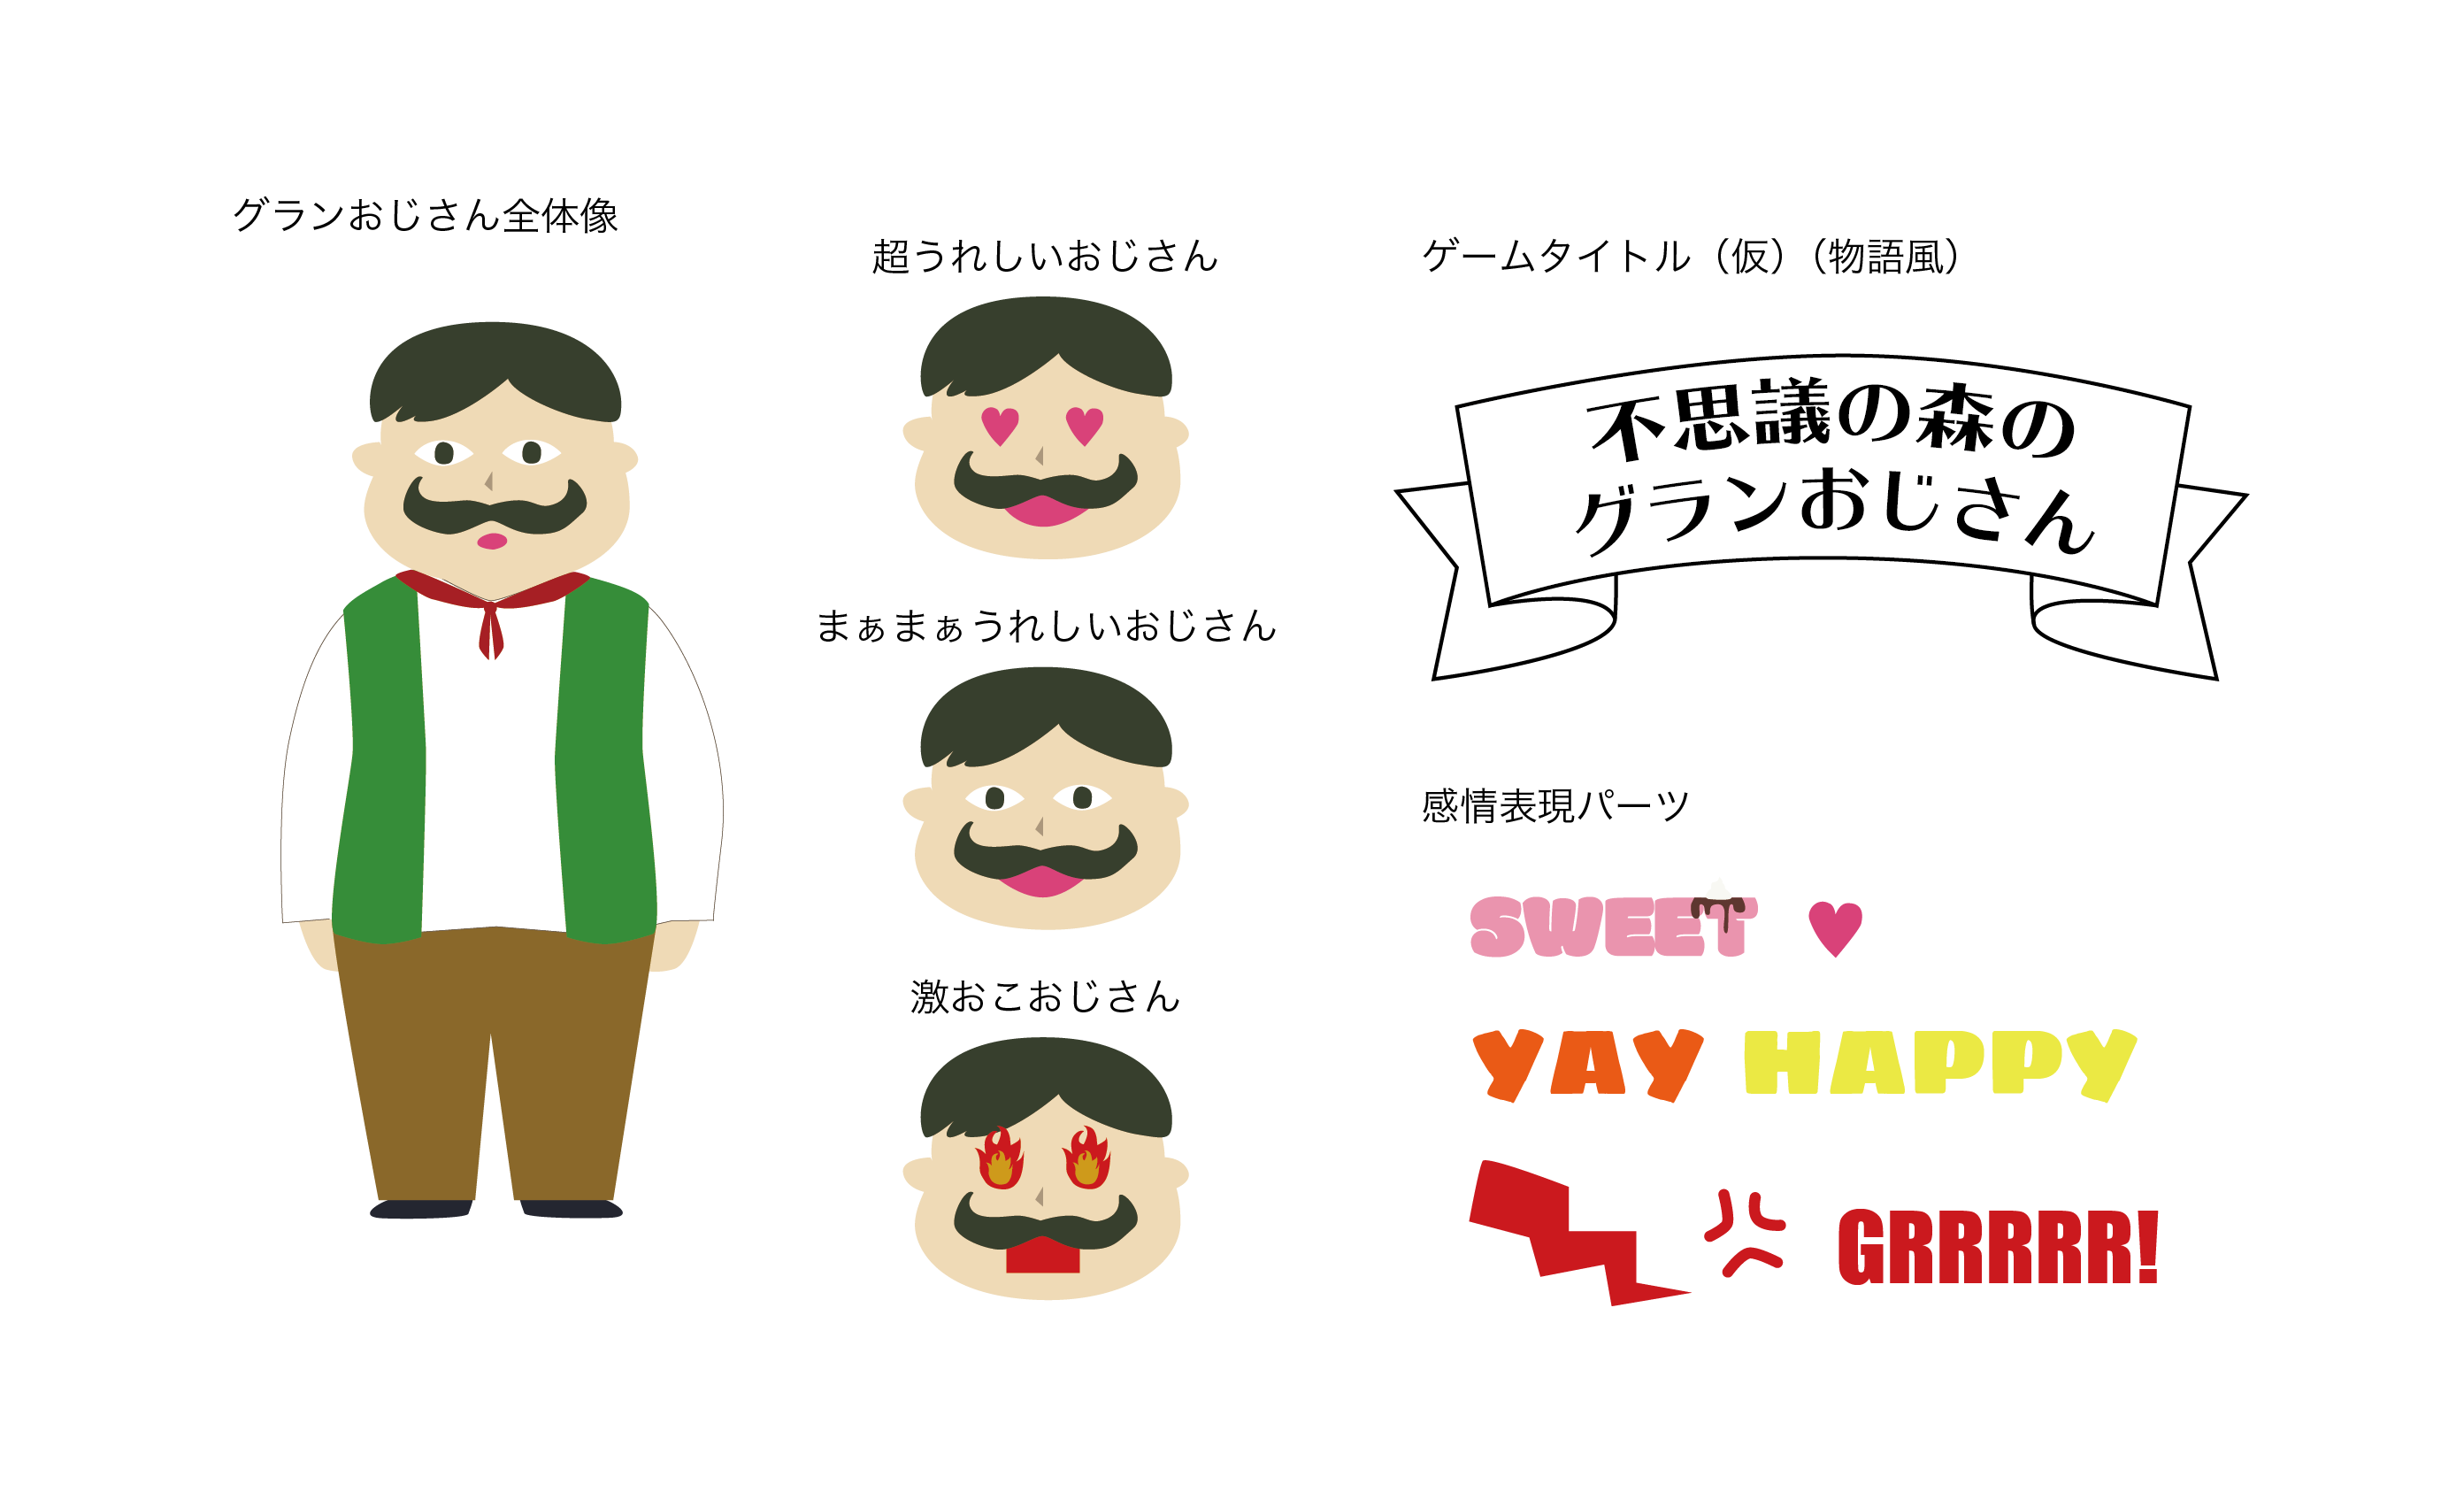 グランおじさん全体像
超うれしいおじさん
まぁまぁうれしいおじさん
激おこおじさん
ゲームタイトル（仮）（物語風）
不思議の森の
グランおじさん
感情表現パーツ
SWEET
YAY HAPPY
GRRRRR!